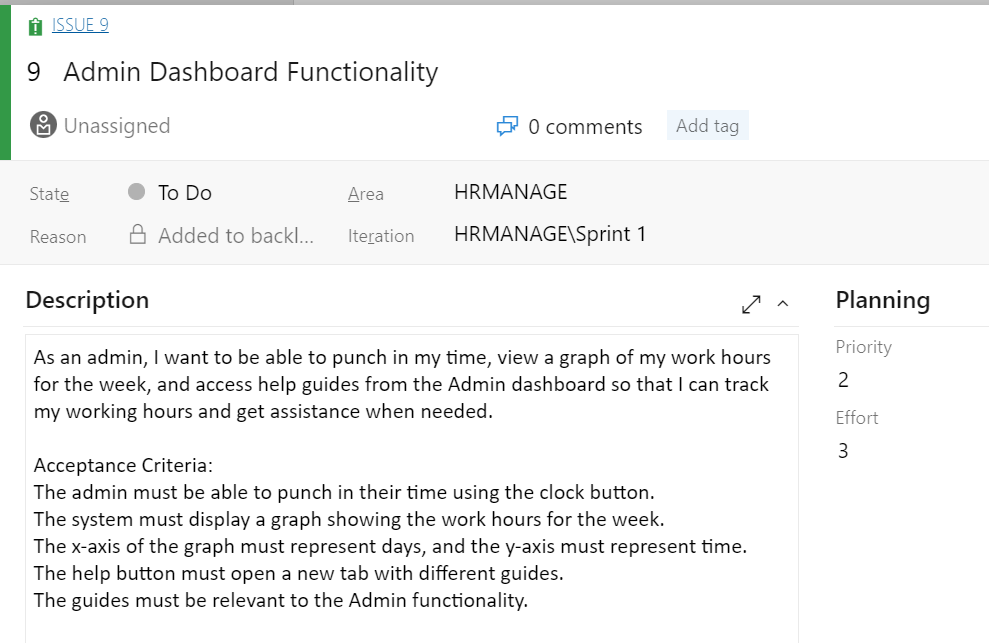 ISSUE 9
9 Admin Dashboard Functionality
Unassigned
0 comments
Add tag
State To Do Area HRMANAGE
Reason Added to backl... Iteration HRMANAGE\Sprint 1
Description
As an admin, I want to be able to punch in my time, view a graph of my work hours
for the week, and access help guides from the Admin dashboard so that I can track
my working hours and get assistance when needed.
Acceptance Criteria:
The admin must be able to punch in their time using the clock button.
The system must display a graph showing the work hours for the week.
The x-axis of the graph must represent days, and the y-axis must represent time.
The help button must open a new tab with different guides.
The guides must be relevant to the Admin functionality.
Planning
Priority
2
Effort
3